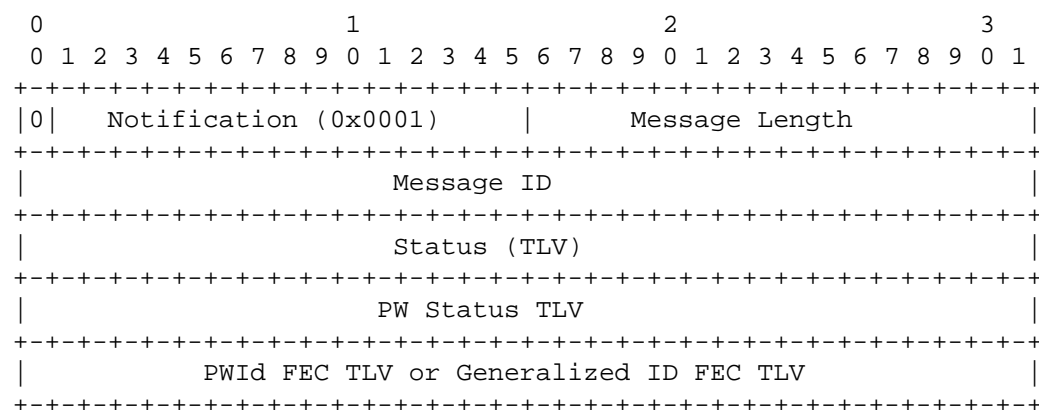 0                   1                   2                   3
0 1 2 3 4 5 6 7 8 9 0 1 2 3 4 5 6 7 8 9 0 1 2 3 4 5 6 7 8 9 0 1
+-+-+-+-+-+-+-+-+-+-+-+-+-+-+-+-+-+-+-+-+-+-+-+-+-+-+-+-+-+-+-+-+
|0|   Notification (0x0001)     |      Message Length           |
+-+-+-+-+-+-+-+-+-+-+-+-+-+-+-+-+-+-+-+-+-+-+-+-+-+-+-+-+-+-+-+-+
|                       Message ID                              |
+-+-+-+-+-+-+-+-+-+-+-+-+-+-+-+-+-+-+-+-+-+-+-+-+-+-+-+-+-+-+-+-+
|                       Status (TLV)                            |
+-+-+-+-+-+-+-+-+-+-+-+-+-+-+-+-+-+-+-+-+-+-+-+-+-+-+-+-+-+-+-+-+
|                      PW Status TLV                            |
+-+-+-+-+-+-+-+-+-+-+-+-+-+-+-+-+-+-+-+-+-+-+-+-+-+-+-+-+-+-+-+-+
|           PWId FEC TLV or Generalized ID FEC TLV              |
+-+-+-+-+-+-+-+-+-+-+-+-+-+-+-+-+-+-+-+-+-+-+-+-+-+-+-+-+-+-+-+-+